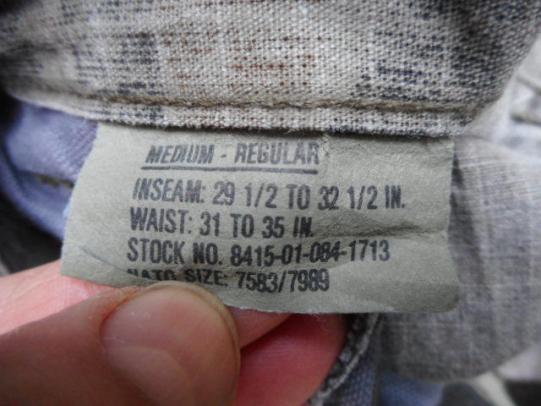 MEDIUM - REGULAR
INSEAM: 29 1/2 TO 32 1/2 IN.
WAIST: 31 TO 35 IN.
STOCK NO. 8415-01-084-1713
NATO SIZE: 7583/7989